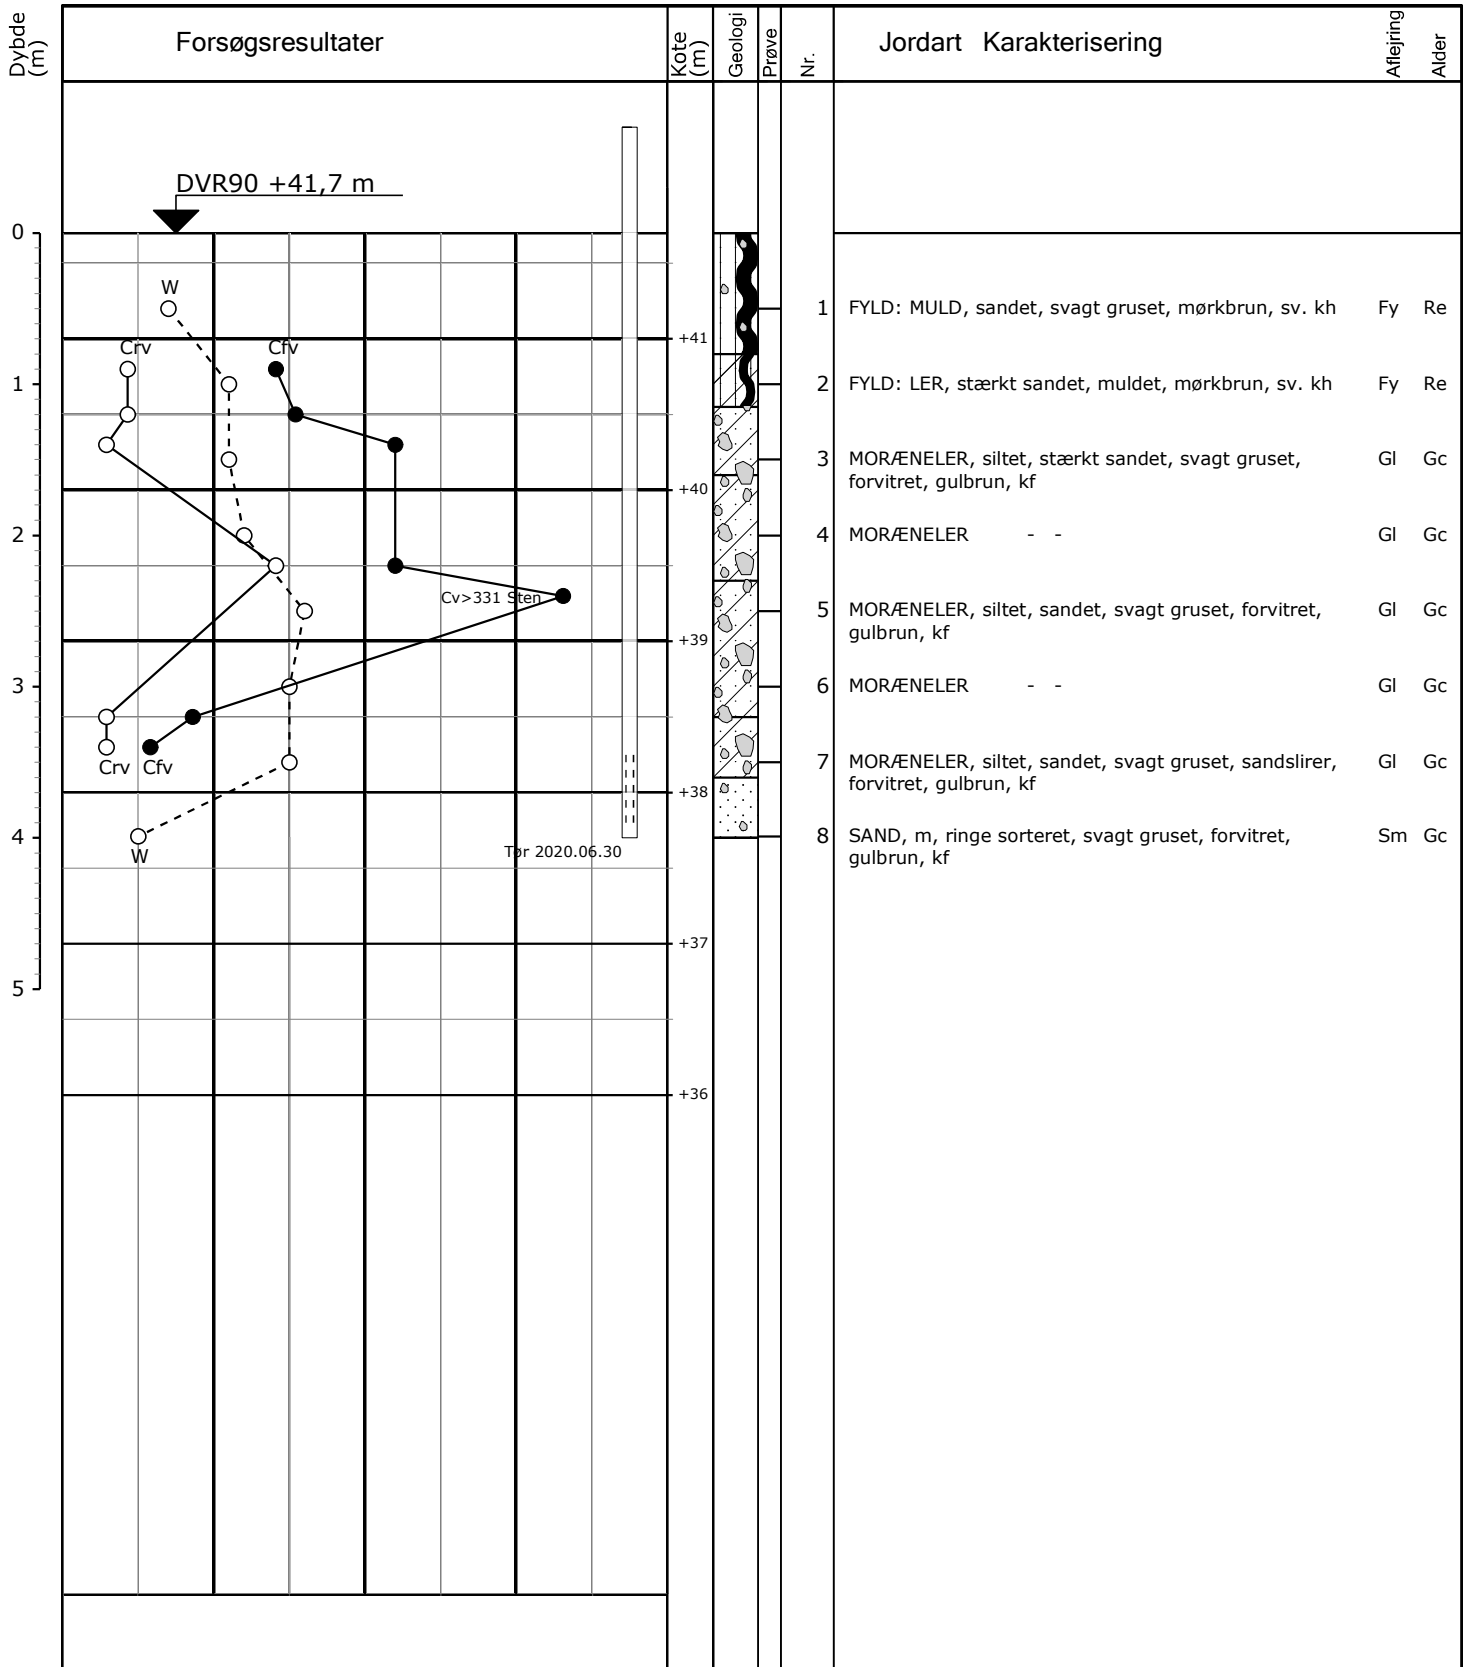 Dybde (m)
Forsøgsresultater
Kote (m)
Geologi
Prøve
Nr.
Jordart Karakterisering
Aflejring
Alder
DVR90 +41,7 m
0
W
1 FYLD: MULD, sandet, svagt gruset, mørkbrun, sv. kh Fy Re
+41
Crv
Cfv
1
2 FYLD: LER, stærkt sandet, muldet, mørkbrun, sv. kh Fy Re
3 MORÆNELER, siltet, stærkt sandet, svagt gruset, Gl Gc
forvitret, gulbrun, kf
+40
2
4 MORÆNELER - - Gl Gc
Cv>331 Sten
5 MORÆNELER, siltet, sandet, svagt gruset, forvitret, Gl Gc
gulbrun, kf
+39
3
6 MORÆNELER - - Gl Gc
Crv Cfv
7 MORÆNELER, siltet, sandet, svagt gruset, sandslirer, Gl Gc
forvitret, gulbrun, kf
+38
4
8 SAND, m, ringe sorteret, svagt gruset, forvitret, Sm Gc
gulbrun, kf
W
Tør 2020.06.30
+37
5
+36